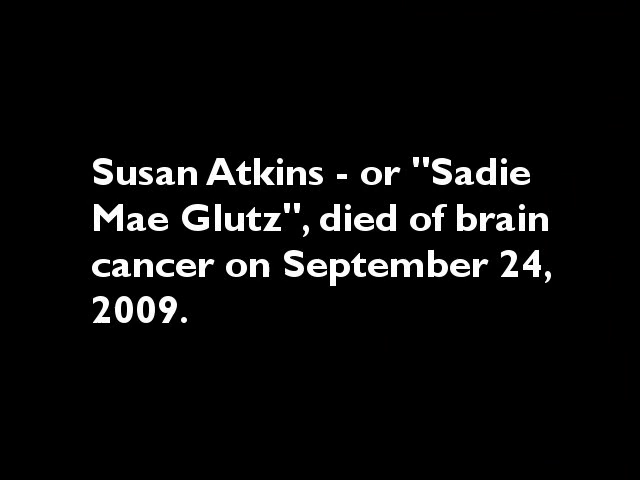 Susan Atkins - or "Sadie
Mae Glutz", died of brain
cancer on September 24,
2009.